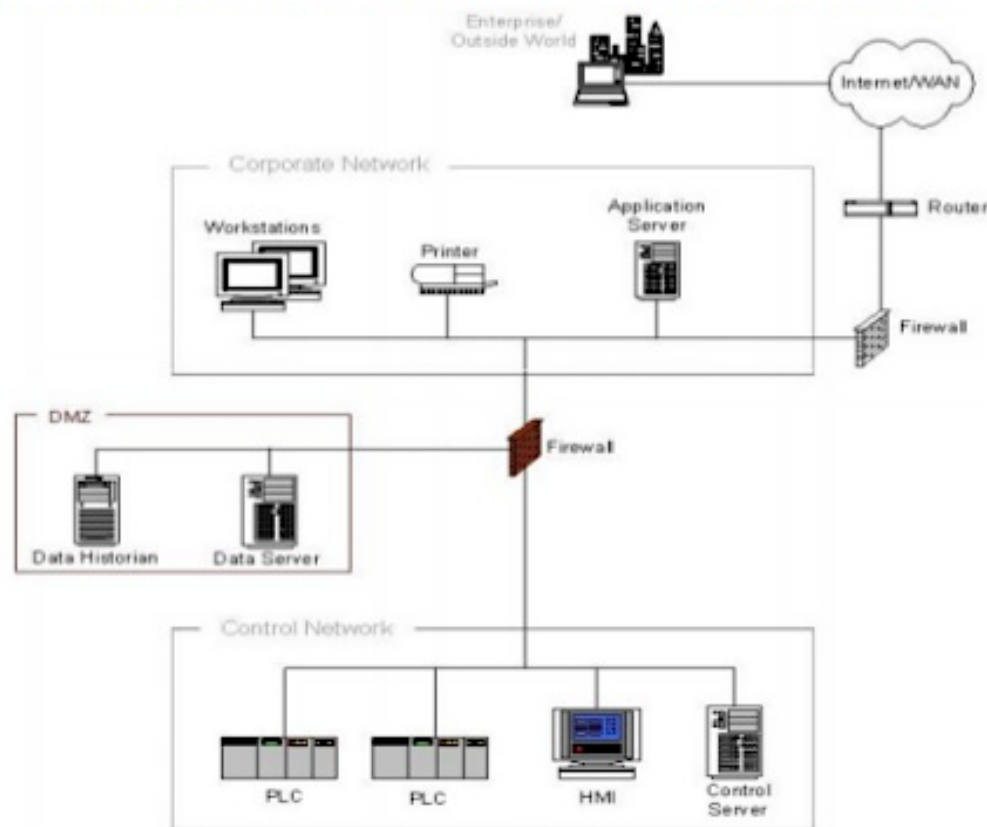 Enterprise/
Outside World
Internet/WAN
Corporate Network
Router
Workstations
Printer
Application
Server
Firewall
DMZ
Firewall
Data Historian
Data Server
Control Network
PLC
PLC
HMI
Control
Server